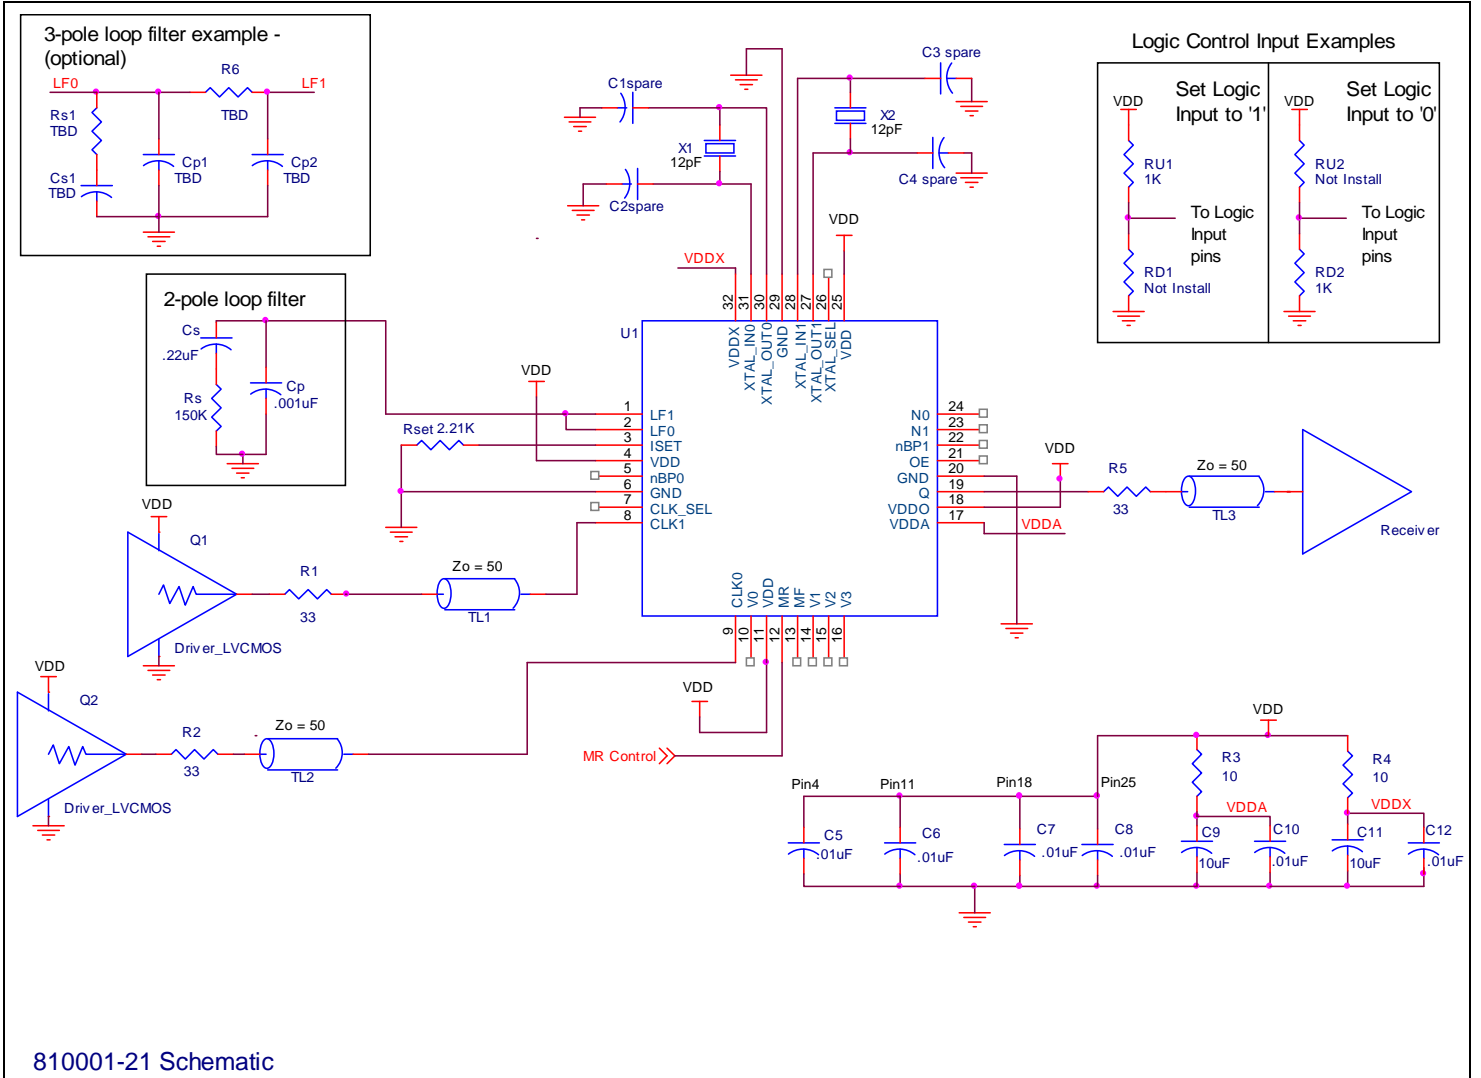 3-pole loop filter example -
(optional)
LF0
R6
LF1
TBD
Rs1
TBD
Cp1
TBD
Cp2
TBD
Cs1
TBD
2-pole loop filter
Cs
.22uF
Rs
150K
Cp
.001uF
C1spare
C2spare
X1
12pF
C3 spare
C4 spare
X2
12pF
VDD
VDDX
Logic Control Input Examples
Set Logic
Input to '1'
VDD
RU1
1K
To Logic
Input
pins
RD1
Not Install
Set Logic
Input to '0'
VDD
RU2
Not Install
To Logic
Input
pins
RD2
1K
U1
32
31
30
29
28
27
26
25
VDDX
XTAL_IN0
XTAL_OUT0
GND
XTAL_IN1
XTAL_OUT1
XTAL_SEL
VDD
VDD
Rset 2.21K
1 LF1
2 LF0
3 ISET
4 VDD
5 nBP0
6 GND
7 CLK_SEL
8 CLK1
N0 24
N1 23
nBP1 22
OE 21
GND 20
Q 19
VDDO 18
VDDA 17
CLK0
V0
VDD
MR
MF
V1
V2
V3
9
10
11
12
13
14
15
16
VDD
VDDA
R5
33
Zo = 50
TL3
Receiver
VDD
Q1
Driver_LVCMOS
R1
33
Zo = 50
TL1
VDD
Q2
Driver_LVCMOS
R2
33
Zo = 50
TL2
VDD
MR Control
VDD
Pin4
Pin11
Pin18
Pin25
R3
10
R4
10
VDDA
VDDX
C5
.01uF
C6
.01uF
C7
.01uF
C8
.01uF
C9
10uF
C10
.01uF
C11
10uF
C12
.01uF
810001-21 Schematic